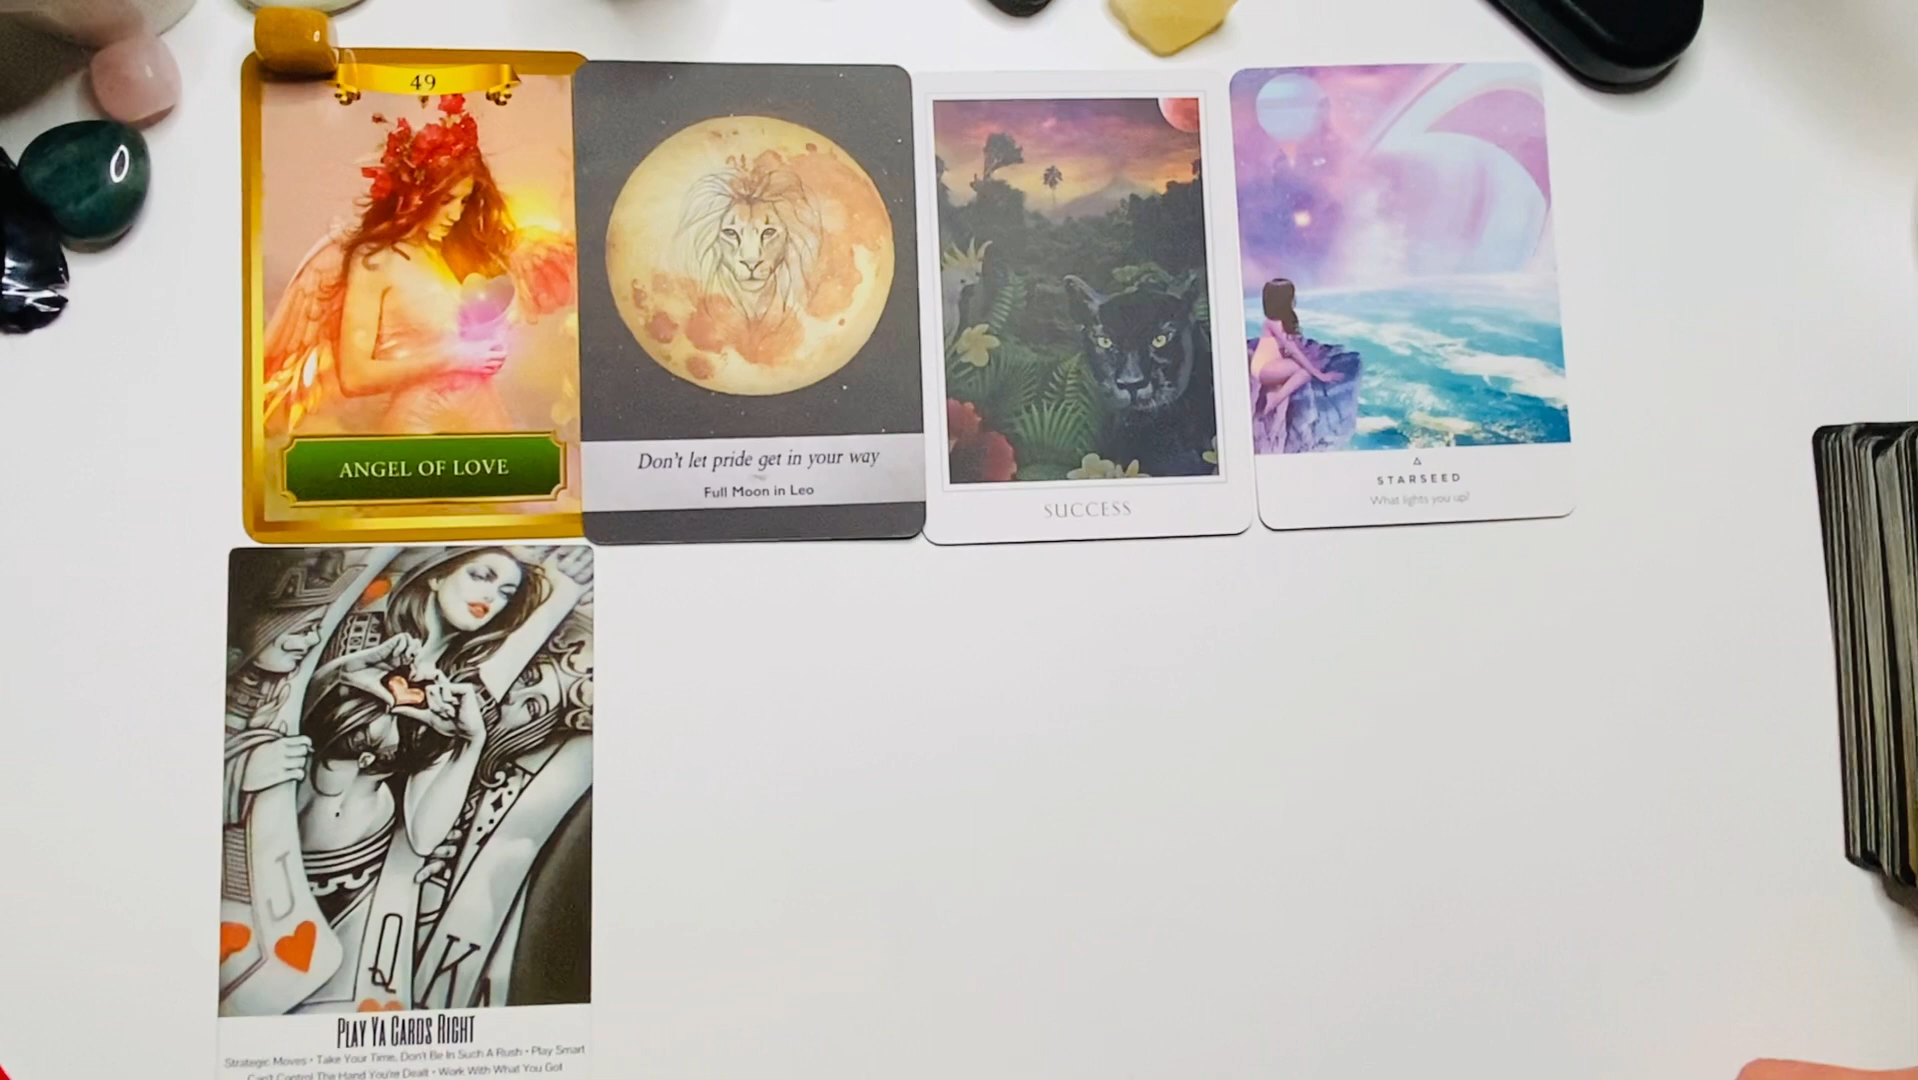 49
ANGEL OF LOVE
Don't let pride get in your way
Full Moon in Leo
SUCCESS
STARSEED
What lights you up?
J
Q
K
PLAY YA CARDS RIGHT
Strategic Moves • Take Your Time, Don't Be In Such A Rush • Play Smart
Can't Control The Hand You're Dealt • Work With What You Got